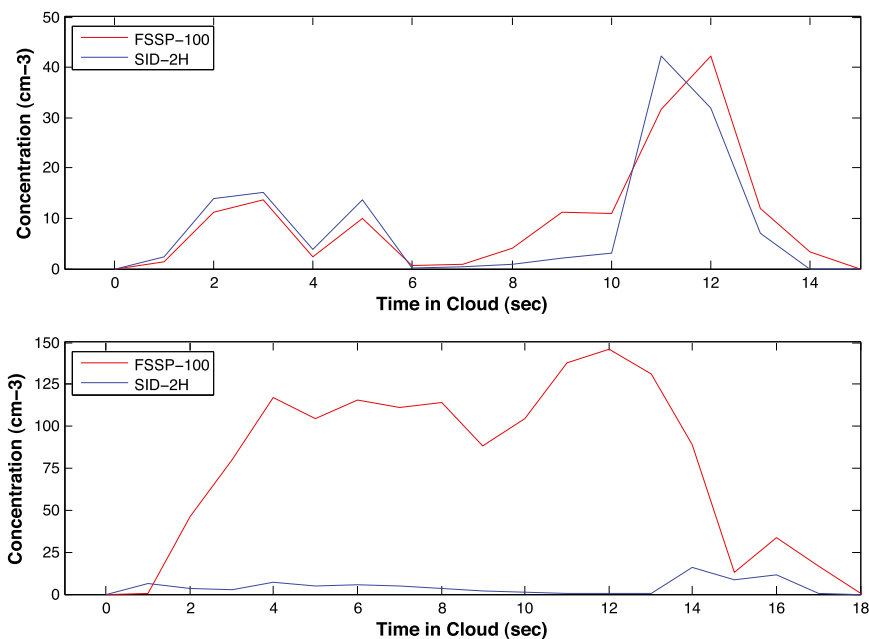 50
40
30
20
10
0
Concentration (cm-3)
FSSP-100
SID-2H
0 2 4 6 8 10 12 14
Time in Cloud (sec)
150
125
100
75
50
25
0
Concentration (cm-3)
FSSP-100
SID-2H
0 2 4 6 8 10 12 14 16 18
Time in Cloud (sec)